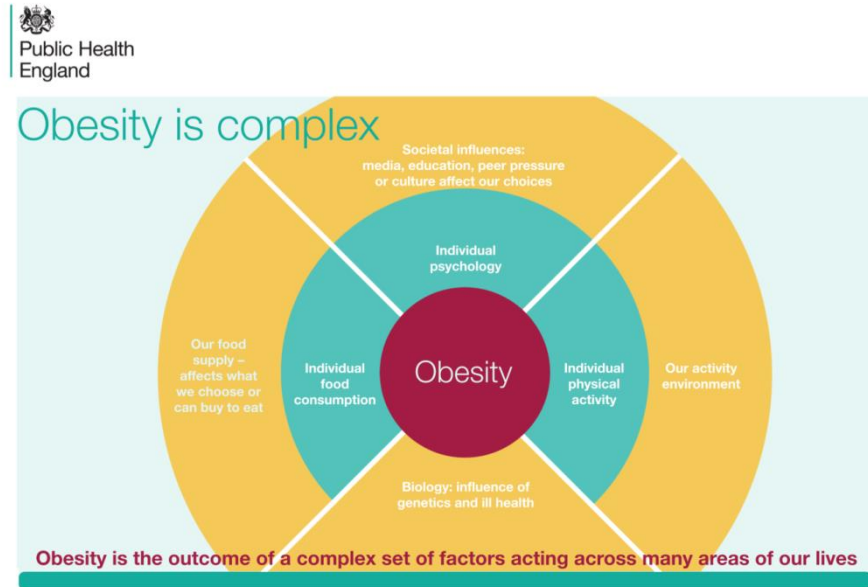 Public Health
England
Obesity is complex
Societal influences:
media, education, peer pressure
or culture affect our choices
Individual
psychology
Our food
supply –
affects what
we choose or
can buy to eat
Individual
food
consumption
Obesity
Individual
physical
activity
Our activity
environment
Biology: influence of
genetics and ill health
Obesity is the outcome of a complex set of factors acting across many areas of our lives